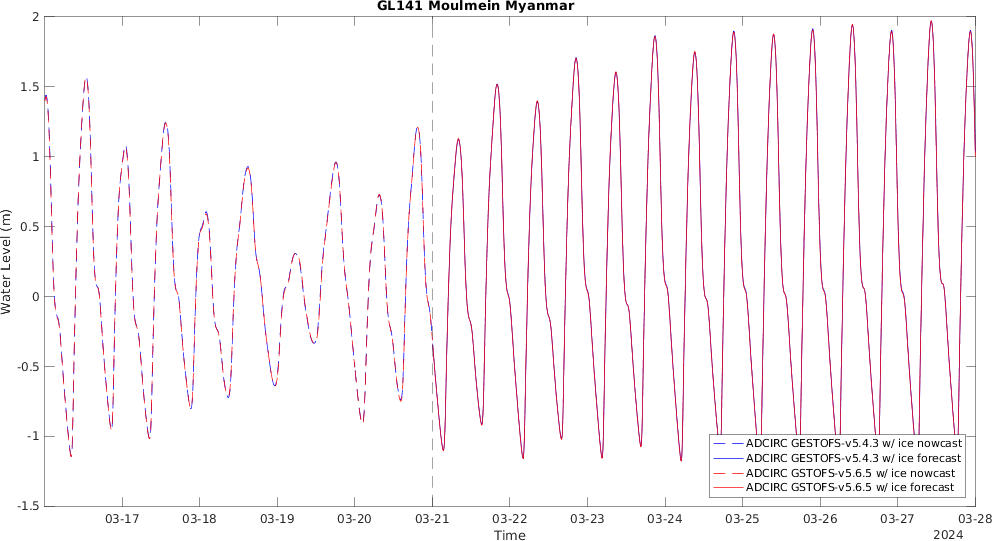 GL141 Moulmein Myanmar
Water Level (m)
2
1.5
1
0.5
0
-0.5
-1
-1.5
ADCIRC GESTOFS-v5.4.3 w/ ice nowcast
ADCIRC GESTOFS-v5.4.3 w/ ice forecast
ADCIRC GSTOFS-v5.6.5 w/ ice nowcast
ADCIRC GSTOFS-v5.6.5 w/ ice forecast
03-17 03-18 03-19 03-20 03-21 03-22 03-23 03-24 03-25 03-26 03-27 03-28
Time
2024